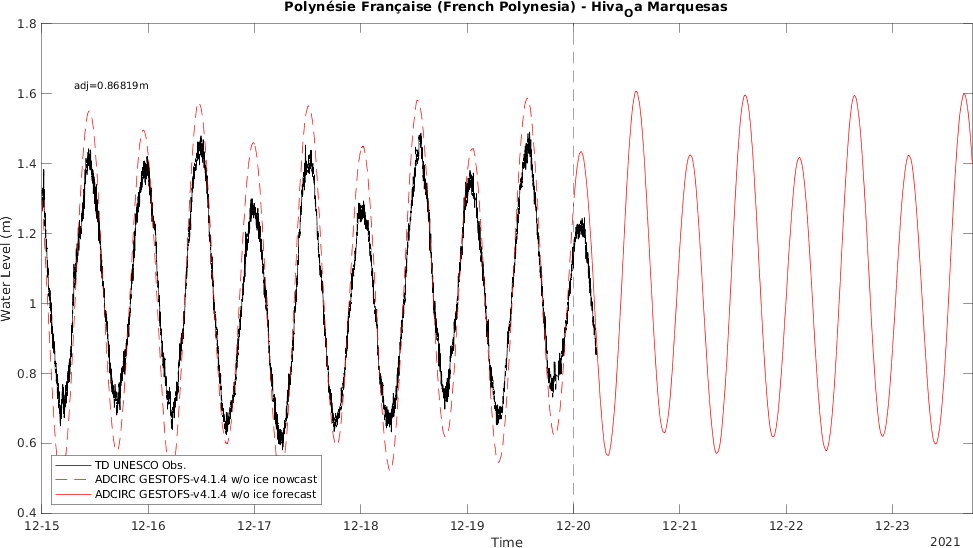 Polynésie Française (French Polynesia) - HivaOa Marquesas
1.8
1.6
1.4
1.2
1
0.8
0.6
0.4
Water Level (m)
adj=0.86819m
TD UNESCO Obs.
ADCIRC GESTOFS-v4.1.4 w/o ice nowcast
ADCIRC GESTOFS-v4.1.4 w/o ice forecast
12-15 12-16 12-17 12-18 12-19 12-20 12-21 12-22 12-23
Time
2021